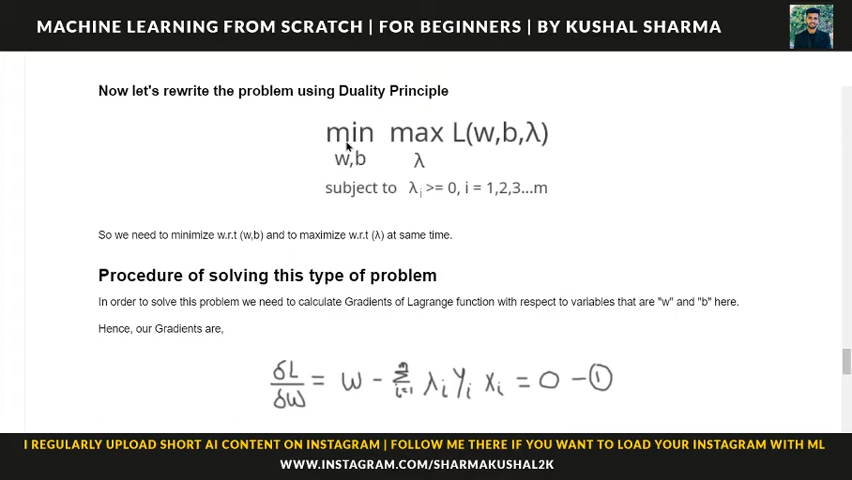 MACHINE LEARNING FROM SCRATCH | FOR BEGINNERS | BY KUSHAL SHARMA
Now let's rewrite the problem using Duality Principle
min max L(w,b,λ)
w,b λ
subject to λi >= 0, i = 1,2,3...m
So we need to minimize w.r.t (w,b) and to maximize w.r.t (λ) at same time.
Procedure of solving this type of problem
In order to solve this problem we need to calculate Gradients of Lagrange function with respect to variables that are "w" and "b" here.
Hence, our Gradients are,
δL/δw = w - Σ i=1 λi yi xi = 0 - ①
I REGULARLY UPLOAD SHORT AI CONTENT ON INSTAGRAM | FOLLOW ME THERE IF YOU WANT TO LOAD YOUR INSTAGRAM WITH ML
WWW.INSTAGRAM.COM/SHARMAKUSHAL2K